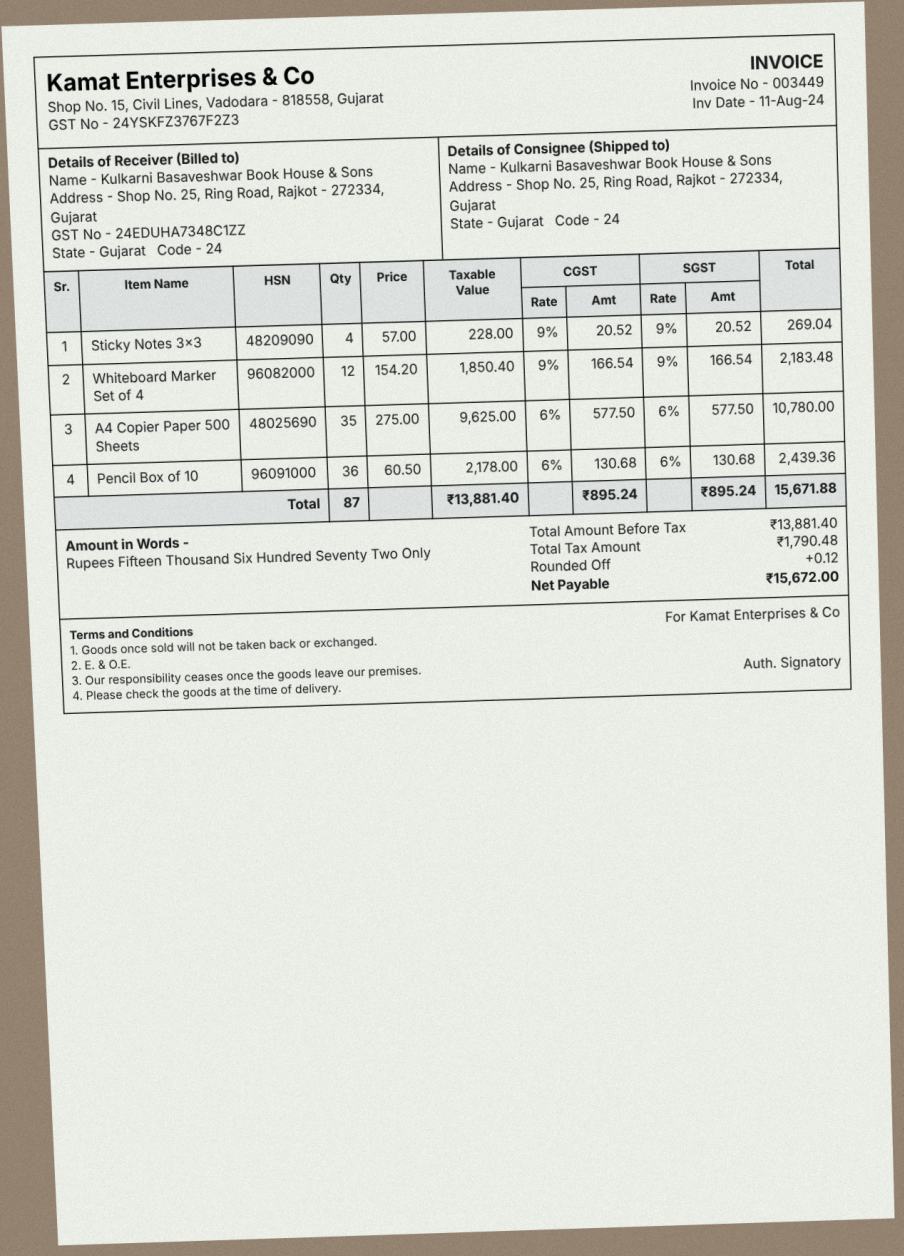 Kamat Enterprises & Co
Shop No. 15, Civil Lines, Vadodara - 818558, Gujarat
GST No - 24YSKFZ3767F2Z3
INVOICE
Invoice No - 003449
Inv Date - 11-Aug-24
Details of Receiver (Billed to)
Name - Kulkarni Basaveshwar Book House & Sons
Address - Shop No. 25, Ring Road, Rajkot - 272334,
Gujarat
GST No - 24EDUHA7348C1ZZ
State - Gujarat Code - 24
Details of Consignee (Shipped to)
Name - Kulkarni Basaveshwar Book House & Sons
Address - Shop No. 25, Ring Road, Rajkot - 272334,
Gujarat
State - Gujarat Code - 24
Sr. Item Name HSN Qty Price Taxable Value CGST SGST Total
Rate Amt Rate Amt
1 Sticky Notes 3×3 48209090 4 57.00 228.00 9% 20.52 9% 20.52 269.04
2 Whiteboard Marker 96082000 12 154.20 1,850.40 9% 166.54 9% 166.54 2,183.48
Set of 4
3 A4 Copier Paper 500 48025690 35 275.00 9,625.00 6% 577.50 6% 577.50 10,780.00
Sheets
4 Pencil Box of 10 96091000 36 60.50 2,178.00 6% 130.68 6% 130.68 2,439.36
Total 87 ₹13,881.40 ₹895.24 ₹895.24 15,671.88
Amount in Words -
Rupees Fifteen Thousand Six Hundred Seventy Two Only
Total Amount Before Tax ₹13,881.40
Total Tax Amount ₹1,790.48
Rounded Off +0.12
Net Payable ₹15,672.00
Terms and Conditions
1. Goods once sold will not be taken back or exchanged.
2. E. & O.E.
3. Our responsibility ceases once the goods leave our premises.
4. Please check the goods at the time of delivery.
For Kamat Enterprises & Co
Auth. Signatory